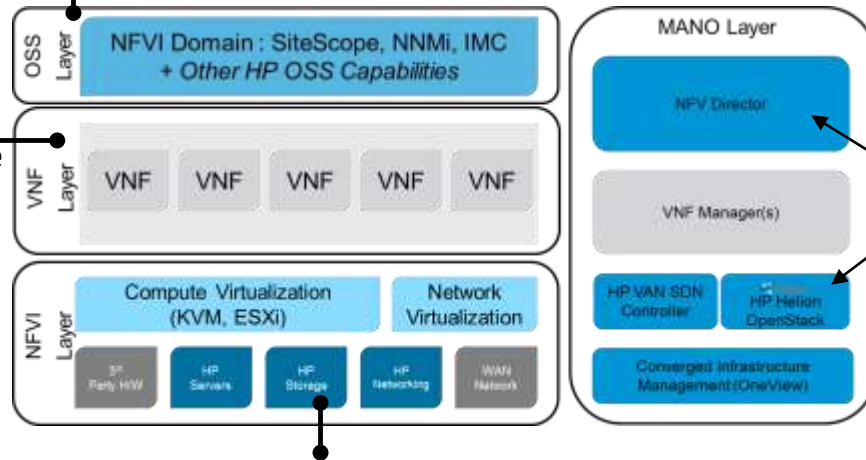 OSS
Layer
NFVI Domain : SiteScope, NNMi, IMC
+ Other HP OSS Capabilities
VNF
Layer
VNF
VNF
VNF
VNF
VNF
NFVI
Layer
Compute Virtualization
(KVM, ESXi)
Network
Virtualization
Party H/W
HP
Servers
HP
Storage
HP
Networking
WAN
Network
MANO Layer
NFV Director
VNF Manager(s)
HP VAN SDN
Controller
HP Helion
OpenStack
Converged Infrastructure
Management (OneView)